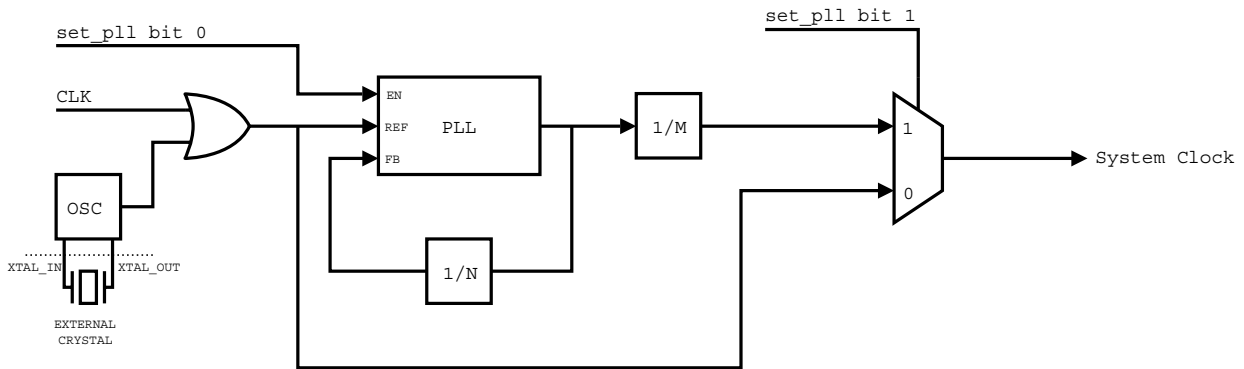 set_pll bit 0
set_pll bit 1
CLK
EN
REF
PLL
FB
1/M
1
0
System Clock
OSC
1/N
XTAL_IN
XTAL_OUT
EXTERNAL
CRYSTAL